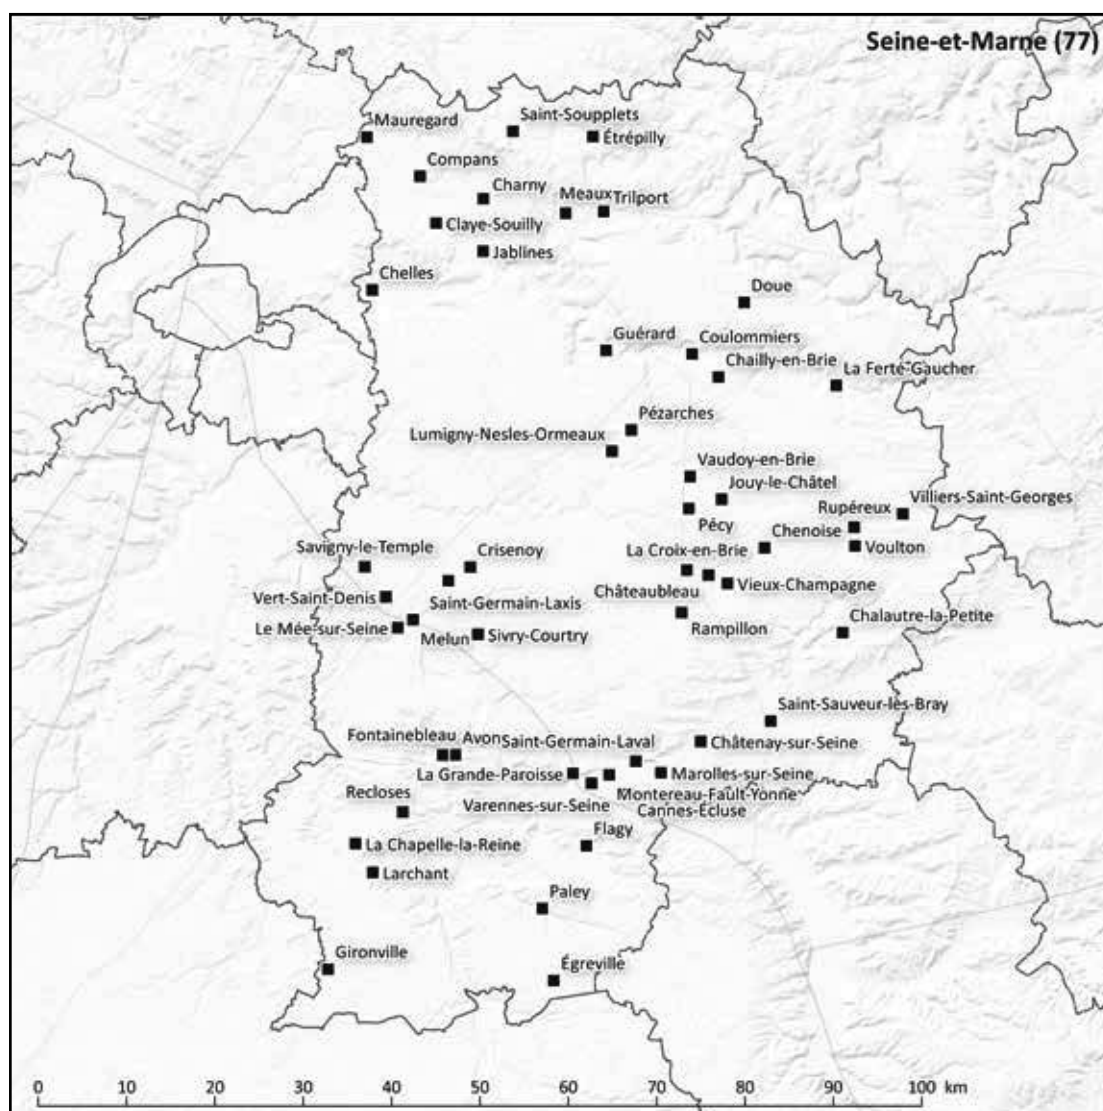 Seine-et-Marne (77)
Mauregard
Saint-Soupplets
Étrépilly
Compans
Charny
Meaux
Trilport
Claye-Souilly
Jablines
Chelles
Doue
Guérard
Coulommiers
Chailly-en-Brie
La Ferté-Gaucher
Pézarches
Lumigny-Nesles-Ormeaux
Vaudoy-en-Brie
Jouy-le-Châtel
Villiers-Saint-Georges
Rupéreux
Pécy
Chenoise
Voulton
Savigny-le-Temple
Crisenoy
La Croix-en-Brie
Vieux-Champagne
Châteaubleau
Vert-Saint-Denis
Saint-Germain-Laxis
Chalautre-la-Petite
Le Mée-sur-Seine
Melun
Sivry-Courtry
Rampillon
Saint-Sauveur-lès-Bray
Fontainebleau
Avon
Saint-Germain-Laval
Châtenay-sur-Seine
La Grande-Paroisse
Marolles-sur-Seine
Recloses
Varennes-sur-Seine
Montereau-Fault-Yonne
Cannes-Écluse
Flagy
La Chapelle-la-Reine
Larchant
Paley
Gironville
Égreville
0 10 20 30 40 50 60 70 80 90 100 km